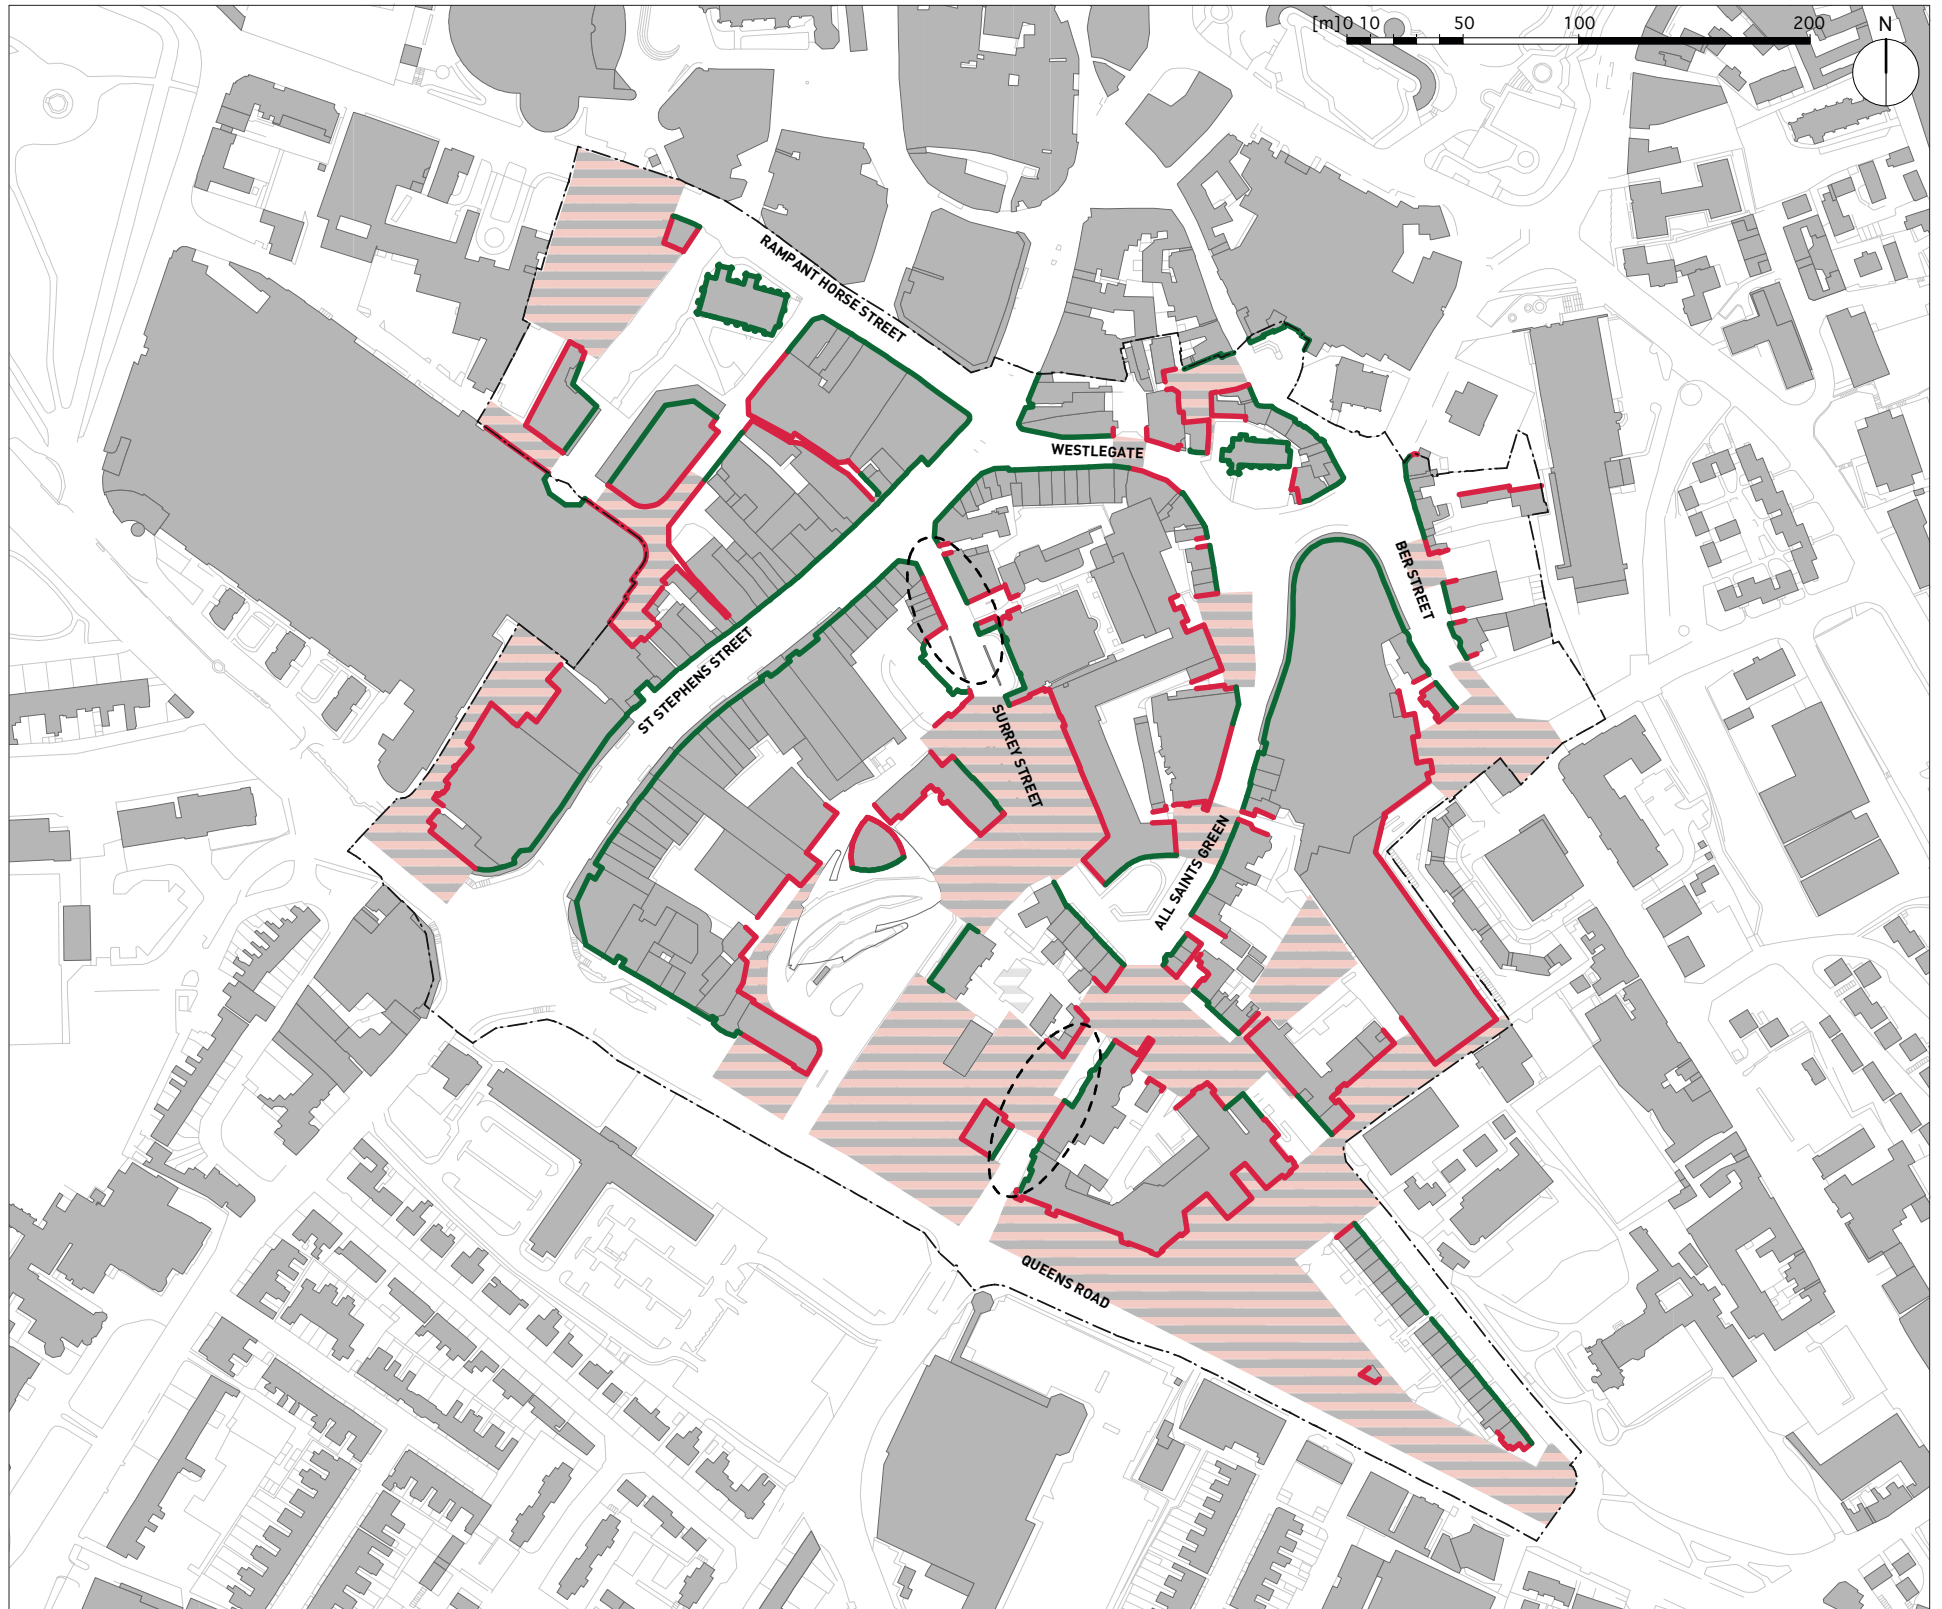 [m]0 10 50 100 200 N
RAMPANT HORSE STREET
WESTLEGATE
BER STREET
ST STEPHENS STREET
SURREY STREET
ALL SAINTS GREEN
QUEENS ROAD